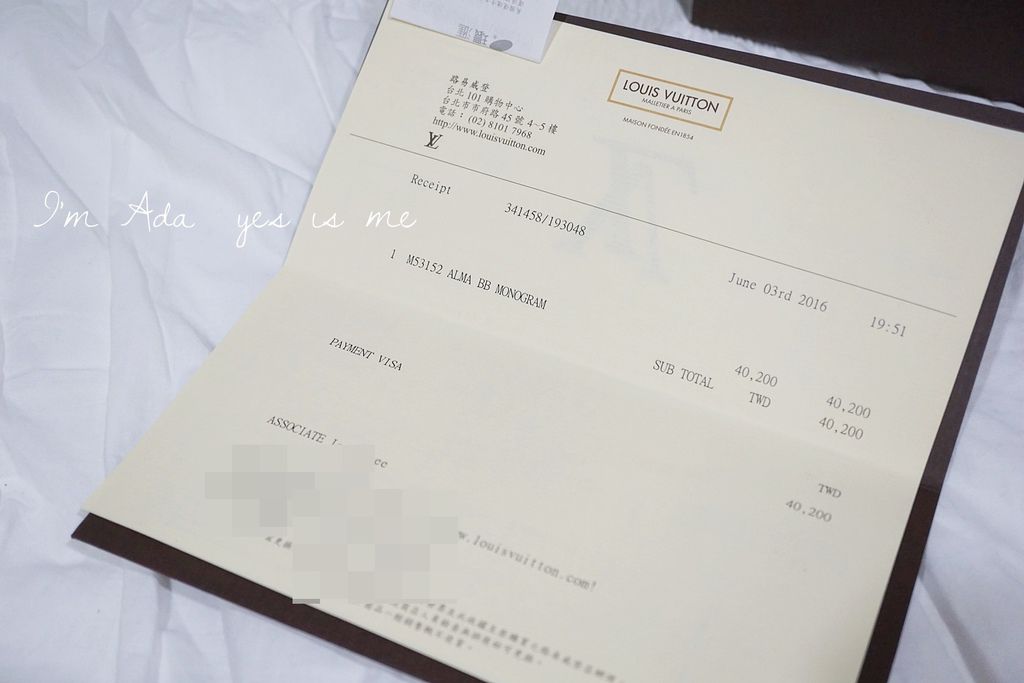 LOUIS VUITTON
MALLETIER A PARIS
MAISON FONDÉE EN 1854
路易威登
台北 101 購物中心
台北市市府路 45 號 4~5 樓
電話: (02) 8101 7968
http://www.louisvuitton.com
LV
I'm Ada yes is me
Receipt
341458/193048
June 03rd 2016 19:51
1 M53152 ALMA BB MONOGRAM
40,200 40,200
SUB TOTAL TWD 40,200
PAYMENT VISA
TWD 40,200
ASSOCIATE
.louisvuitton.com!